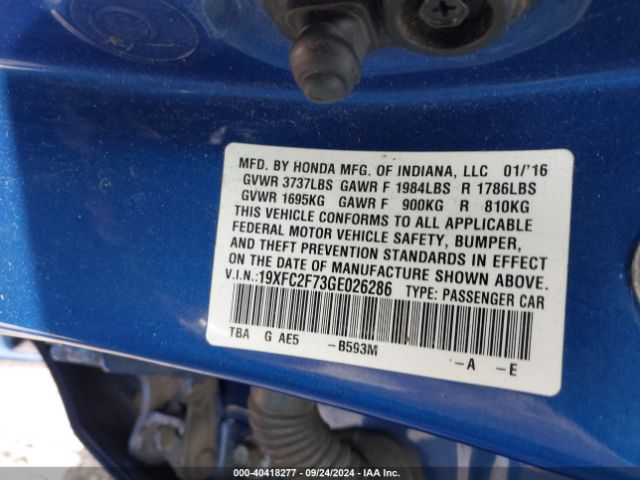 MFD. BY HONDA MFG. OF INDIANA, LLC 01/'16
GVWR 3737LBS GAWR F 1984LBS R 1786LBS
GVWR 1695KG GAWR F 900KG R 810KG
THIS VEHICLE CONFORMS TO ALL APPLICABLE
FEDERAL MOTOR VEHICLE SAFETY, BUMPER,
AND THEFT PREVENTION STANDARDS IN EFFECT
ON THE DATE OF MANUFACTURE SHOWN ABOVE.
V.I.N.:19XFC2F73GE026286 TYPE: PASSENGER CAR
TBA G AE5 -B593M -A -E
000-40418277 - 09/24/2024 - IAA Inc.